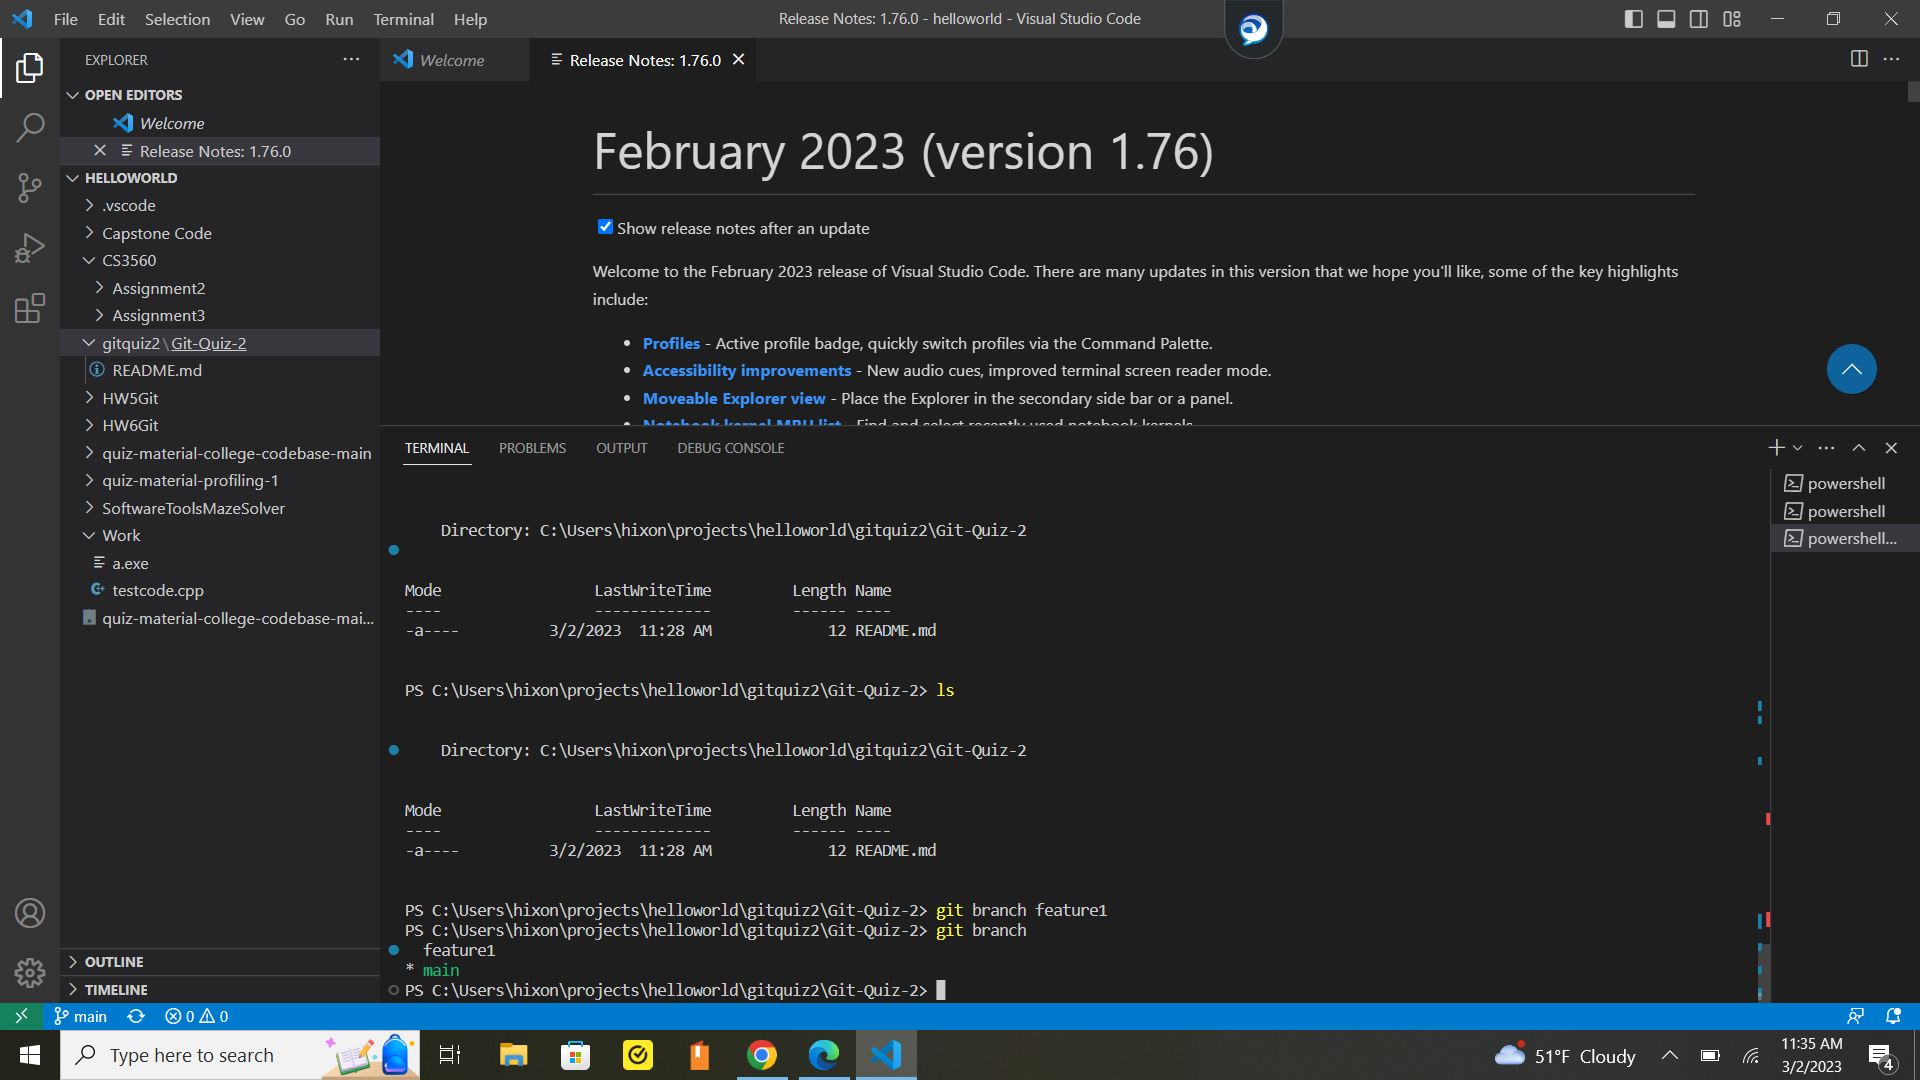 File Edit Selection View Go Run Terminal Help
Release Notes: 1.76.0 - helloworld - Visual Studio Code
EXPLORER
OPEN EDITORS
Welcome
Release Notes: 1.76.0
HELLOWORLD
.vscode
Capstone Code
CS3560
Assignment2
Assignment3
gitquiz2\Git-Quiz-2
README.md
HW5Git
HW6Git
quiz-material-college-codebase-main
quiz-material-profiling-1
SoftwareToolsMazeSolver
Work
a.exe
testcode.cpp
quiz-material-college-codebase-mai...
OUTLINE
TIMELINE
Welcome
Release Notes: 1.76.0
February 2023 (version 1.76)
Show release notes after an update
Welcome to the February 2023 release of Visual Studio Code. There are many updates in this version that we hope you'll like, some of the key highlights
include:
Profiles - Active profile badge, quickly switch profiles via the Command Palette.
Accessibility improvements - New audio cues, improved terminal screen reader mode.
Moveable Explorer view - Place the Explorer in the secondary side bar or a panel.
Notebook kernel MRU list - Find and select recently used notebook kernels.
TERMINAL PROBLEMS OUTPUT DEBUG CONSOLE
powershell
powershell
powershell...
Directory: C:\Users\hixon\projects\helloworld\gitquiz2\Git-Quiz-2
Mode LastWriteTime Length Name
---- ------------- ------ ----
-a---- 3/2/2023 11:28 AM 12 README.md
PS C:\Users\hixon\projects\helloworld\gitquiz2\Git-Quiz-2> ls
Directory: C:\Users\hixon\projects\helloworld\gitquiz2\Git-Quiz-2
Mode LastWriteTime Length Name
---- ------------- ------ ----
-a---- 3/2/2023 11:28 AM 12 README.md
PS C:\Users\hixon\projects\helloworld\gitquiz2\Git-Quiz-2> git branch feature1
PS C:\Users\hixon\projects\helloworld\gitquiz2\Git-Quiz-2> git branch
feature1
* main
PS C:\Users\hixon\projects\helloworld\gitquiz2\Git-Quiz-2>
main 0 0
Type here to search
51°F Cloudy
11:35 AM
3/2/2023
4